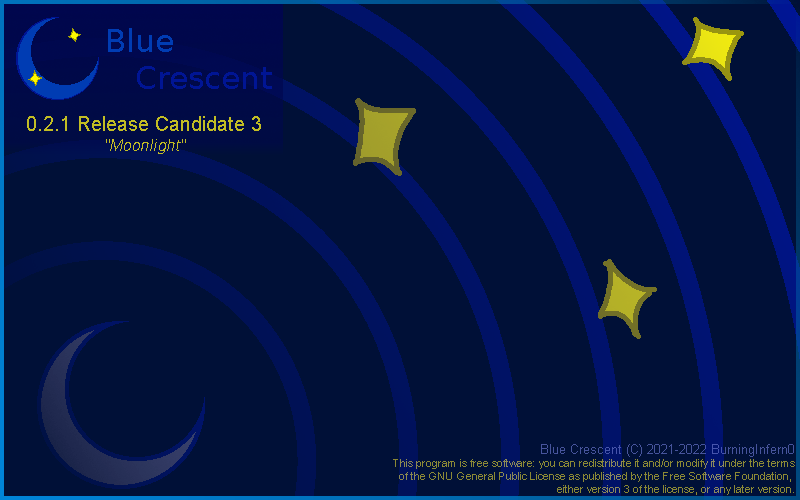 Blue
Crescent
0.2.1 Release Candidate 3
"Moonlight"
Blue Crescent (C) 2021-2022 BurningInfern0
This program is free software: you can redistribute it and/or modify it under the terms
of the GNU General Public License as published by the Free Software Foundation,
either version 3 of the license, or any later version.